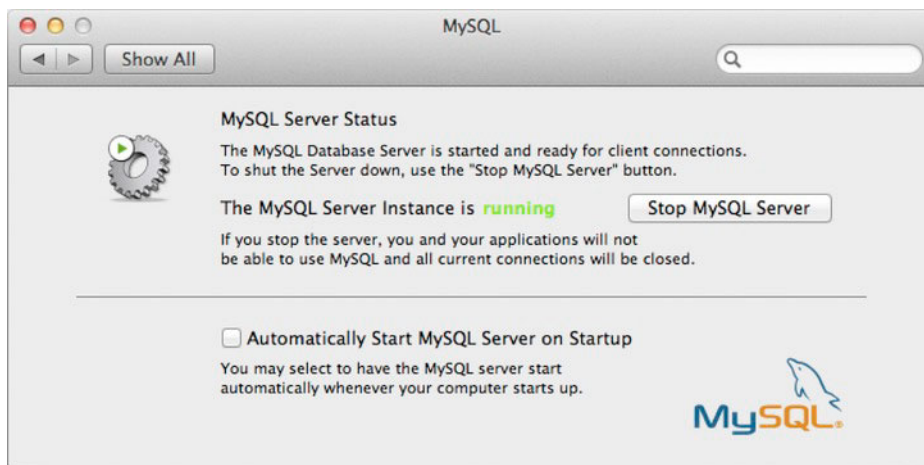 MySQL
Show All
MySQL Server Status
The MySQL Database Server is started and ready for client connections.
To shut the Server down, use the "Stop MySQL Server" button.
The MySQL Server Instance is running
Stop MySQL Server
If you stop the server, you and your applications will not
be able to use MySQL and all current connections will be closed.
Automatically Start MySQL Server on Startup
You may select to have the MySQL server start
automatically whenever your computer starts up.
MySQL®